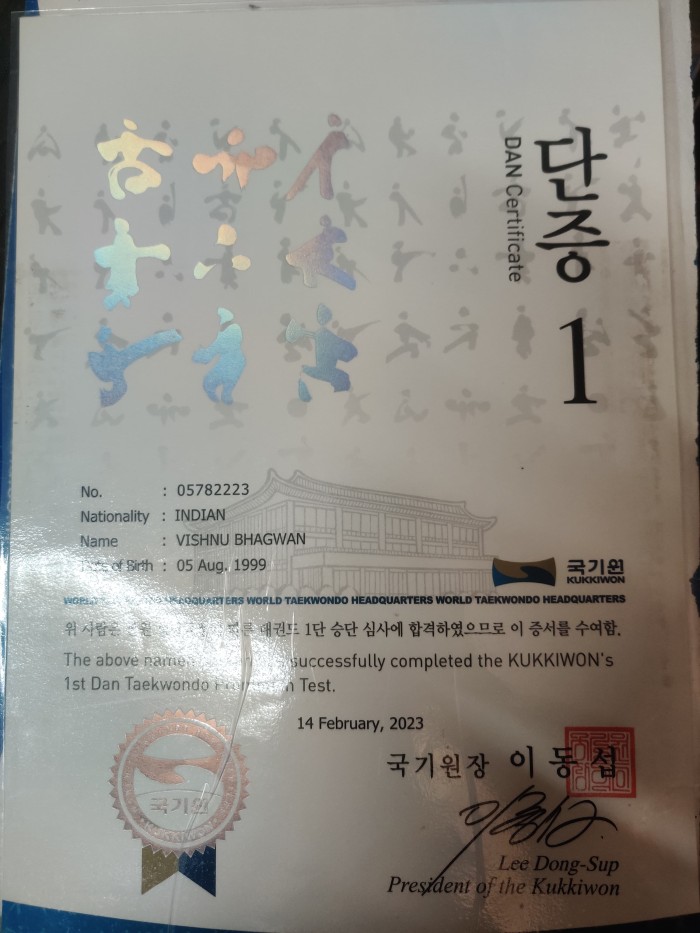 단증
DAN Certificate
1
No. : 05782223
Nationality : INDIAN
Name : VISHNU BHAGWAN
Date of Birth : 05 Aug. 1999
국기원
KUKKIWON
HEADQUARTERS WORLD TAEKWONDO HEADQUARTERS WORLD TAEKWONDO HEADQUARTERS
위 사람은 태권도 1단 승단 심사에 합격하였으므로 이 증서를 수여함.
The above successfully completed the KUKKIWON's
1st Dan Taekwondo Test.
14 February, 2023
국기원장 이동섭
국기원
Lee Dong-Sup
President of the Kukkiwon